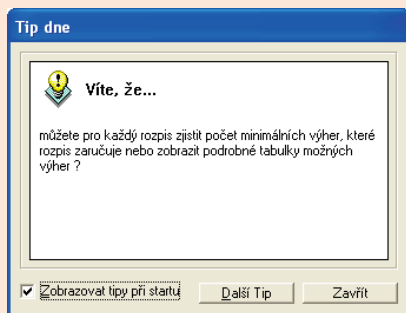 Tip dne
Víte, že...
můžete pro každý rozpis zjistit počet minimálních výher, které
rozpis zaručuje nebo zobrazit podrobné tabulky možných
výher ?
Zobrazovat tipy při startu
Další Tip
Zavřít